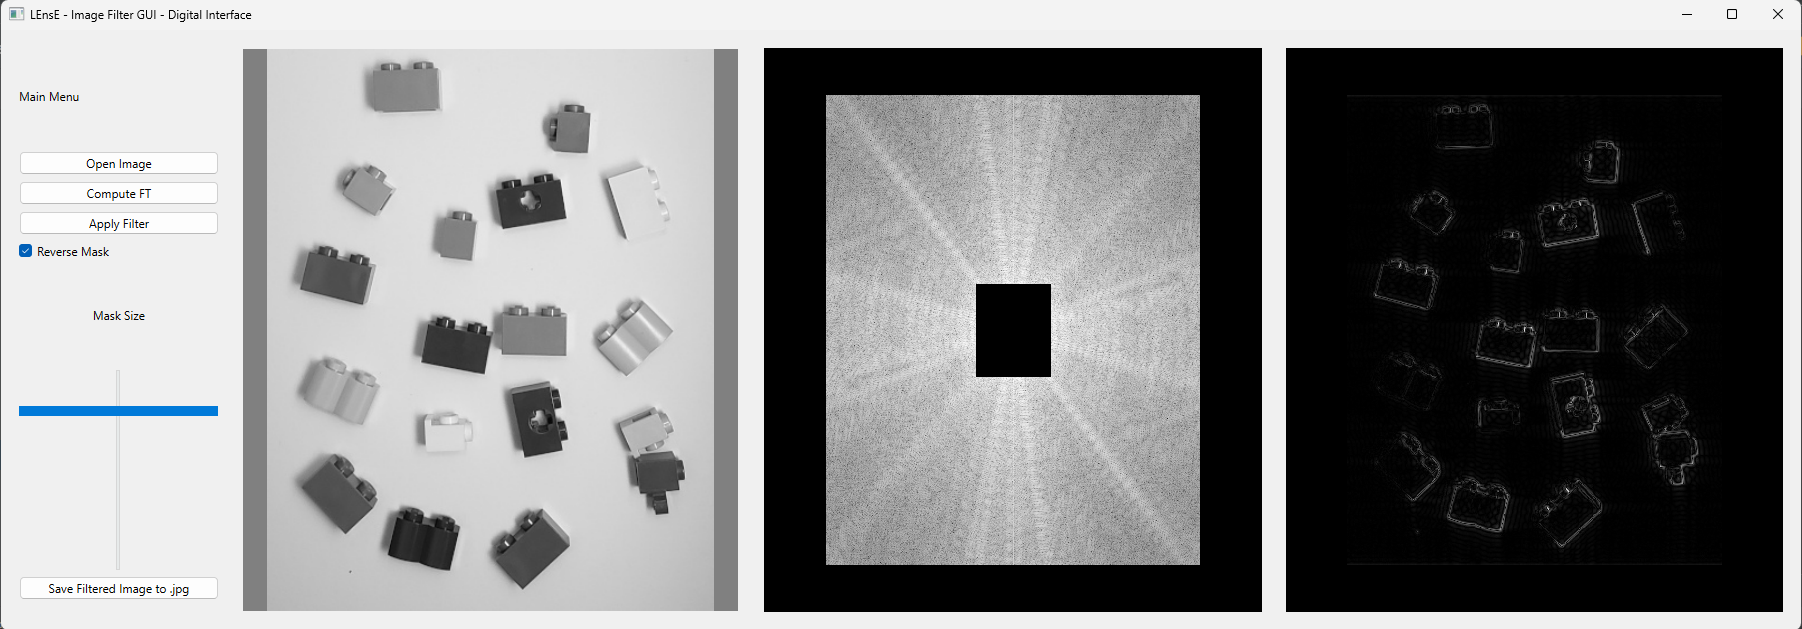 LEnsE - Image Filter GUI - Digital Interface
Main Menu
Open Image
Compute FT
Apply Filter
Reverse Mask
Mask Size
Save Filtered Image to .jpg